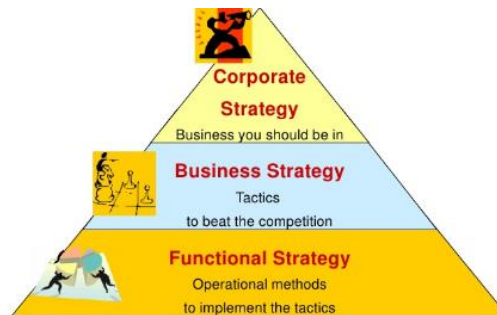 Corporate
Strategy
Business you should be in
Business Strategy
Tactics
to beat the competition
Functional Strategy
Operational methods
to implement the tactics